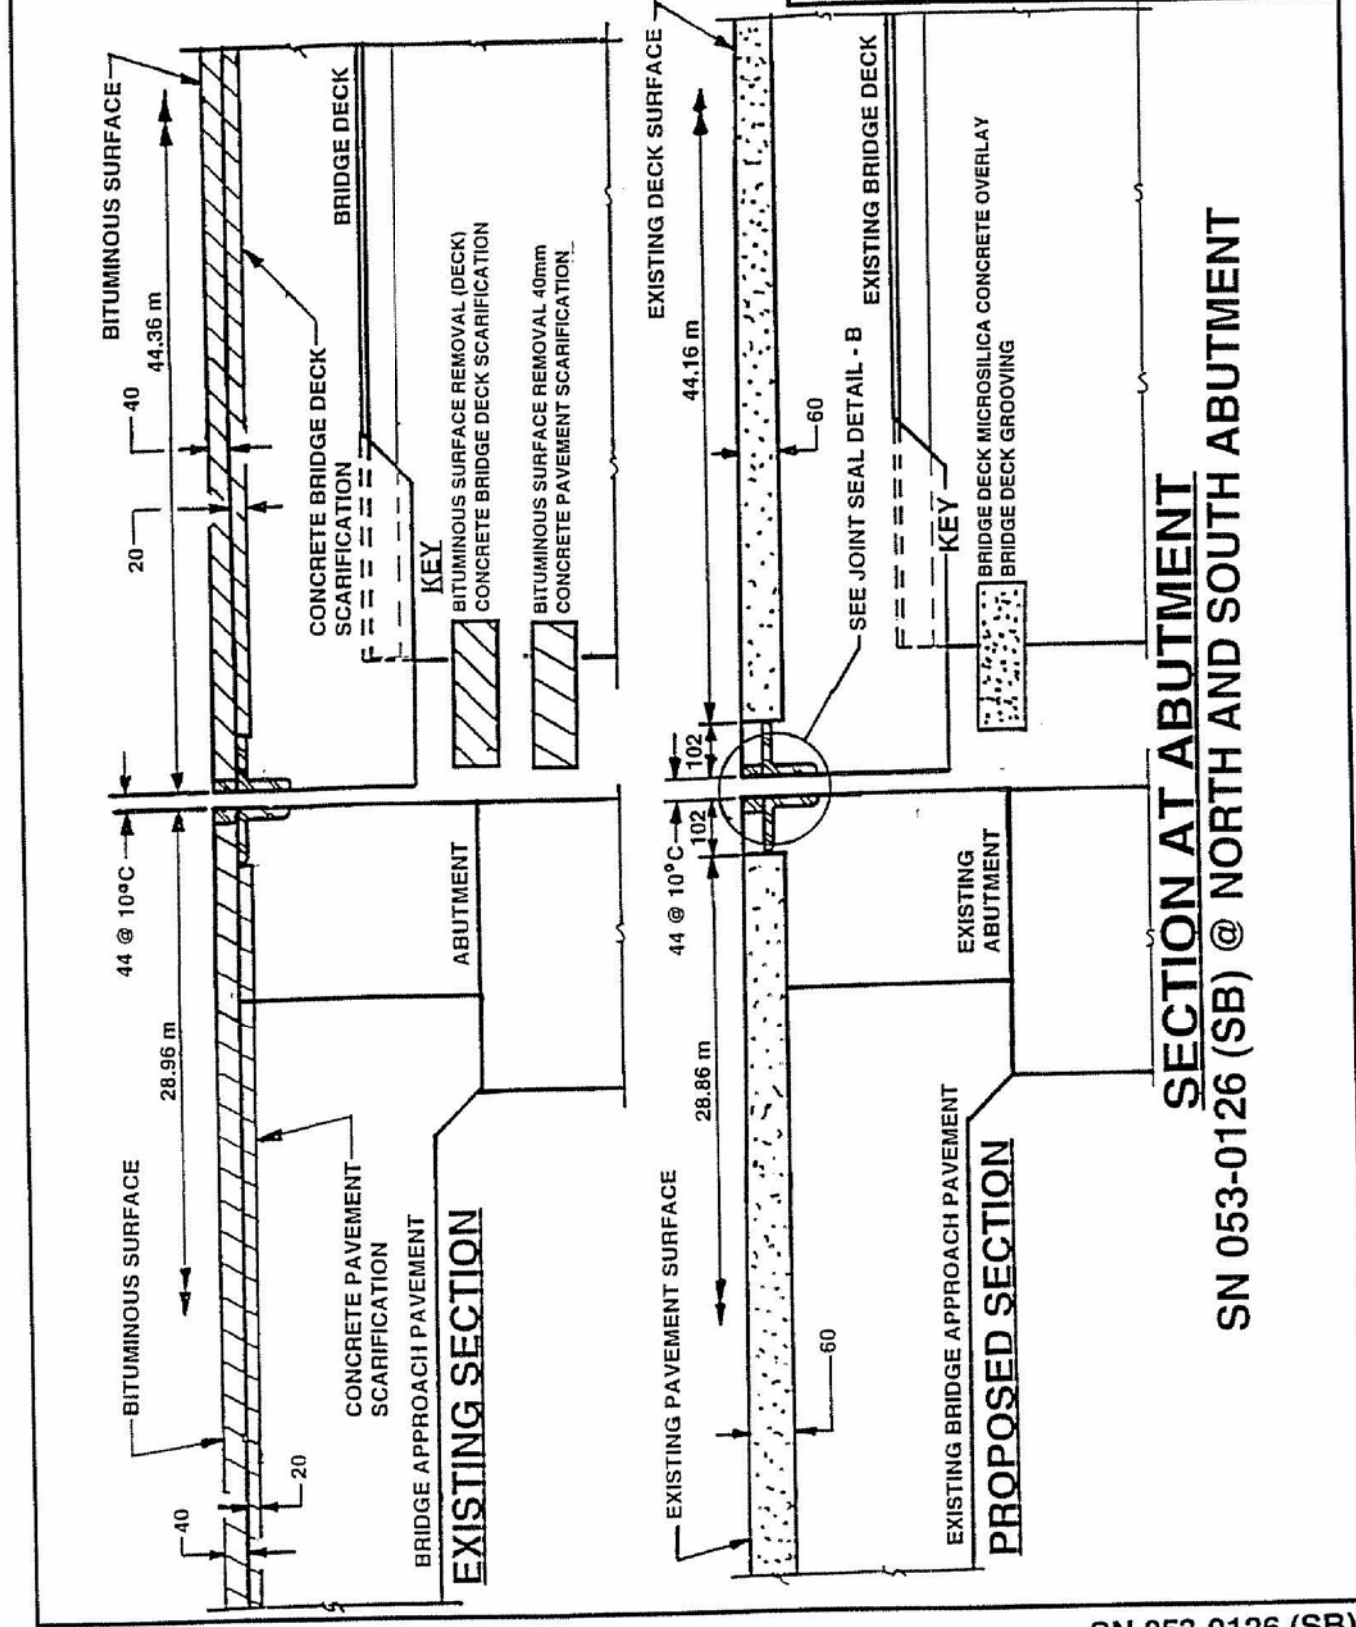 BITUMINOUS SURFACE
28.96 m
44 @ 10°C
20
40
44.36 m
BITUMINOUS SURFACE
40
20
CONCRETE PAVEMENT
SCARIFICATION
BRIDGE APPROACH PAVEMENT
ABUTMENT
CONCRETE BRIDGE DECK
SCARIFICATION
BRIDGE DECK
KEY
BITUMINOUS SURFACE REMOVAL (DECK)
CONCRETE BRIDGE DECK SCARIFICATION
BITUMINOUS SURFACE REMOVAL 40mm
CONCRETE PAVEMENT SCARIFICATION
EXISTING SECTION
EXISTING PAVEMENT SURFACE
28.86 m
44 @ 10°C
102
102
44.16 m
EXISTING DECK SURFACE
60
60
SEE JOINT SEAL DETAIL - B
EXISTING BRIDGE APPROACH PAVEMENT
EXISTING
ABUTMENT
EXISTING BRIDGE DECK
KEY
BRIDGE DECK MICROSILICA CONCRETE OVERLAY
BRIDGE DECK GROOVING
PROPOSED SECTION
SECTION AT ABUTMENT
SN 053-0126 (SB) @ NORTH AND SOUTH ABUTMENT
SN 053-0126 (SB)